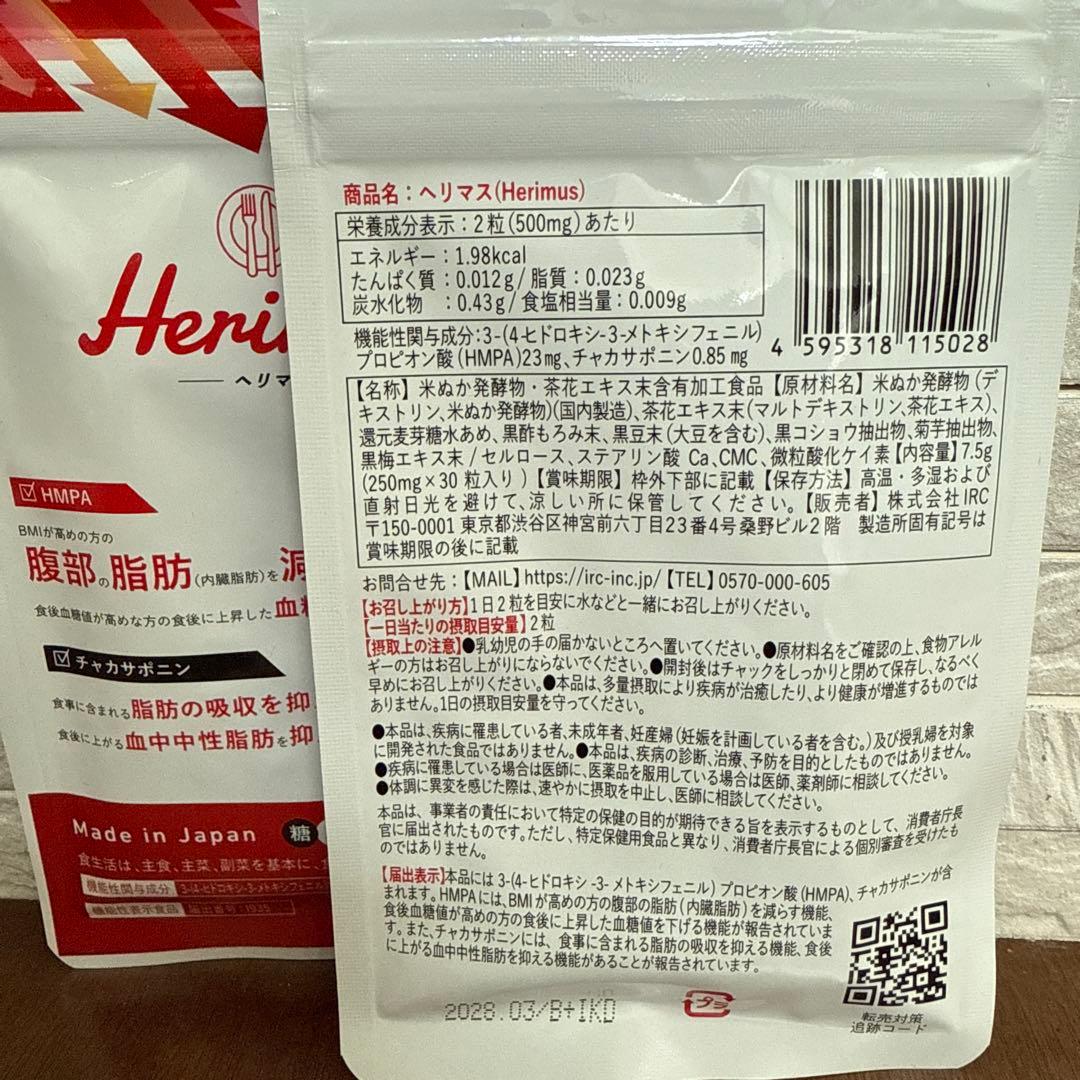 Heri
ヘリマ
HMPA
BMIが高めの方の
腹部の脂肪(内臓脂肪)を減
食後血糖値が高めな方の食後に上昇した血糖
チャカサポニン
食事に含まれる脂肪の吸収を抑
食後に上がる血中中性脂肪を抑
Made in Japan 糖
食生活は、主食、主菜、副菜を基本に、
機能性関与成分 3-(4-ヒドロキシ-3-メトキシフェニル
機能性表示食品
商品名：ヘリマス(Herimus)
栄養成分表示：2粒(500mg)あたり
エネルギー：1.98kcal
たんぱく質：0.012g/脂質：0.023g
炭水化物：0.43g/食塩相当量：0.009g
機能性関与成分:3-(4-ヒドロキシ-3-メトキシフェニル)
プロピオン酸(HMPA)23mg、チャカサポニン0.85mg
4 595318 115028
【名称】米ぬか発酵物・茶花エキス末含有加工食品【原材料名】米ぬか発酵物(デ
キストリン、米ぬか発酵物)(国内製造)、茶花エキス末(マルトデキストリン、茶花エキス)、
還元麦芽糖水あめ、黒酢もろみ末、黒豆末(大豆を含む)、黒コショウ抽出物、菊芋抽出物、
黒梅エキス末/セルロース、ステアリン酸Ca、CMC、微粒酸化ケイ素【内容量】7.5g
(250mg×30粒入り)【賞味期限】枠外下部に記載【保存方法】高温・多湿および
直射日光を避けて、涼しい所に保管してください。【販売者】株式会社IRC
〒150-0001 東京都渋谷区神宮前六丁目23番4号桑野ビル2階 製造所固有記号は
賞味期限の後に記載
お問合せ先：【MAIL】https://irc-inc.jp/【TEL】0570-000-605
【お召し上がり方】1日2粒を目安に水などと一緒にお召し上がりください。
【一日当たりの摂取目安量】2粒
【摂取上の注意】●乳幼児の手の届かないところへ置いてください。●原材料名をご確認の上、食物アレル
ギーの方はお召し上がりにならないでください。●開封後はチャックをしっかりと閉めて保存し、なるべく
早めにお召し上がりください。●本品は、多量摂取により疾病が治癒したり、より健康が増進するものでは
ありません。1日の摂取目安量を守ってください。
●本品は、疾病に罹患している者、未成年者、妊産婦(妊娠を計画している者を含む。)及び授乳婦を対象
に開発された食品ではありません。●本品は、疾病の診断、治療、予防を目的としたものではありません。
●疾病に罹患している場合は医師に、医薬品を服用している場合は医師、薬剤師に相談してください。
●体調に異変を感じた際は、速やかに摂取を中止し、医師に相談してください。
本品は、事業者の責任において特定の保健の目的が期待できる旨を表示するものとして、消費者庁長
官に届出されたものです。ただし、特定保健用食品と異なり、消費者庁長官による個別審査を受けたも
のではありません。
【届出表示】本品には3-(4-ヒドロキシ-3-メトキシフェニル)プロピオン酸(HMPA)、チャカサポニンが含
まれます。HMPAには、BMIが高めの方の腹部の脂肪(内臓脂肪)を減らす機能、
食後血糖値が高めの方の食後に上昇した血糖値を下げる機能が報告されていま
す。また、チャカサポニンには、食事に含まれる脂肪の吸収を抑える機能、食後
に上がる血中中性脂肪を抑える機能があることが報告されています。
2028.03/B+IKD
プラ
転売対策
追跡コード